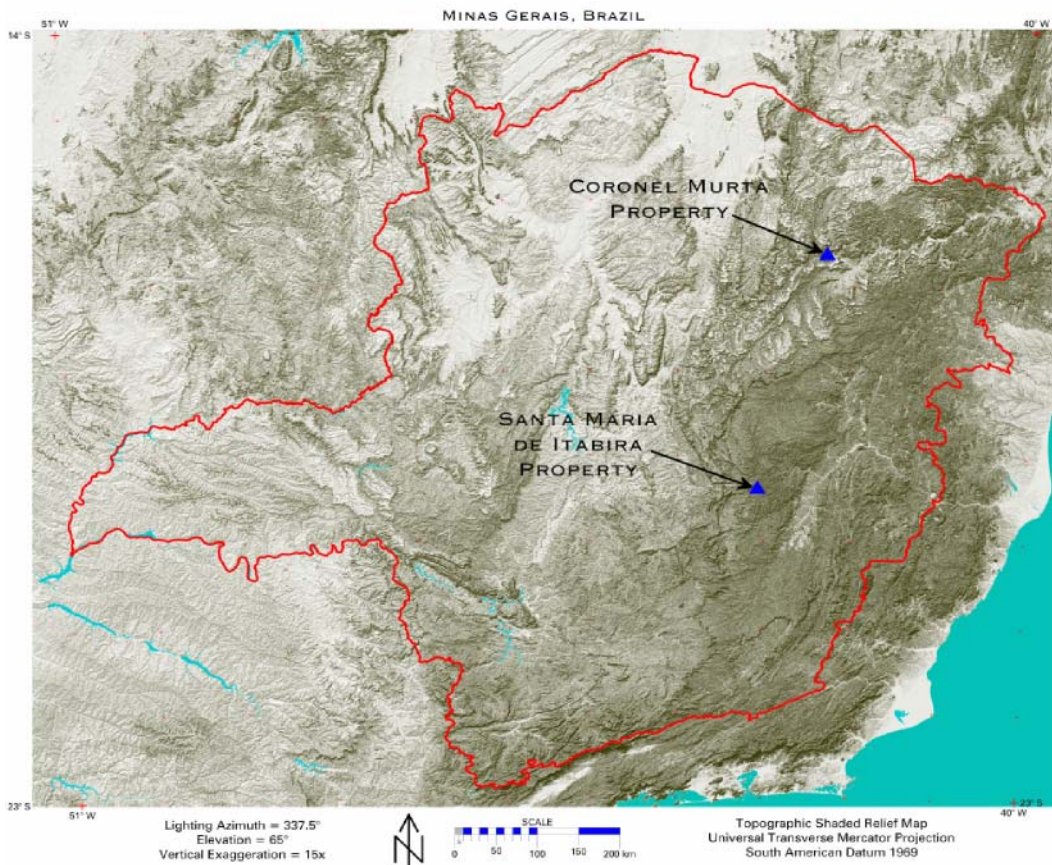 MINAS GERAIS, BRAZIL
51° W
40° W
14° S
CORONEL MURTA
PROPERTY
SANTA MARIA
DE ITABIRA
PROPERTY
23° S
23° S
51° W
40° W
Lighting Azimuth = 337.5°
Elevation = 65°
Vertical Exaggeration = 15x
N
SCALE
0 50 100 150 200 km
Topographic Shaded Relief Map
Universal Transverse Mercator Projection
South American Datum 1969